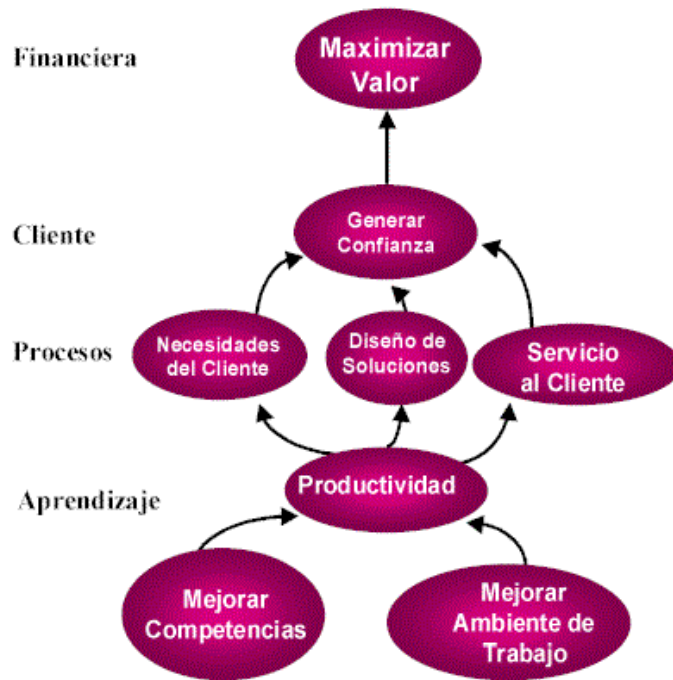 Financiera
Maximizar
Valor
Cliente
Generar
Confianza
Procesos
Necesidades
del Cliente
Diseño de
Soluciones
Servicio
al Cliente
Aprendizaje
Productividad
Mejorar
Competencias
Mejorar
Ambiente de
Trabajo